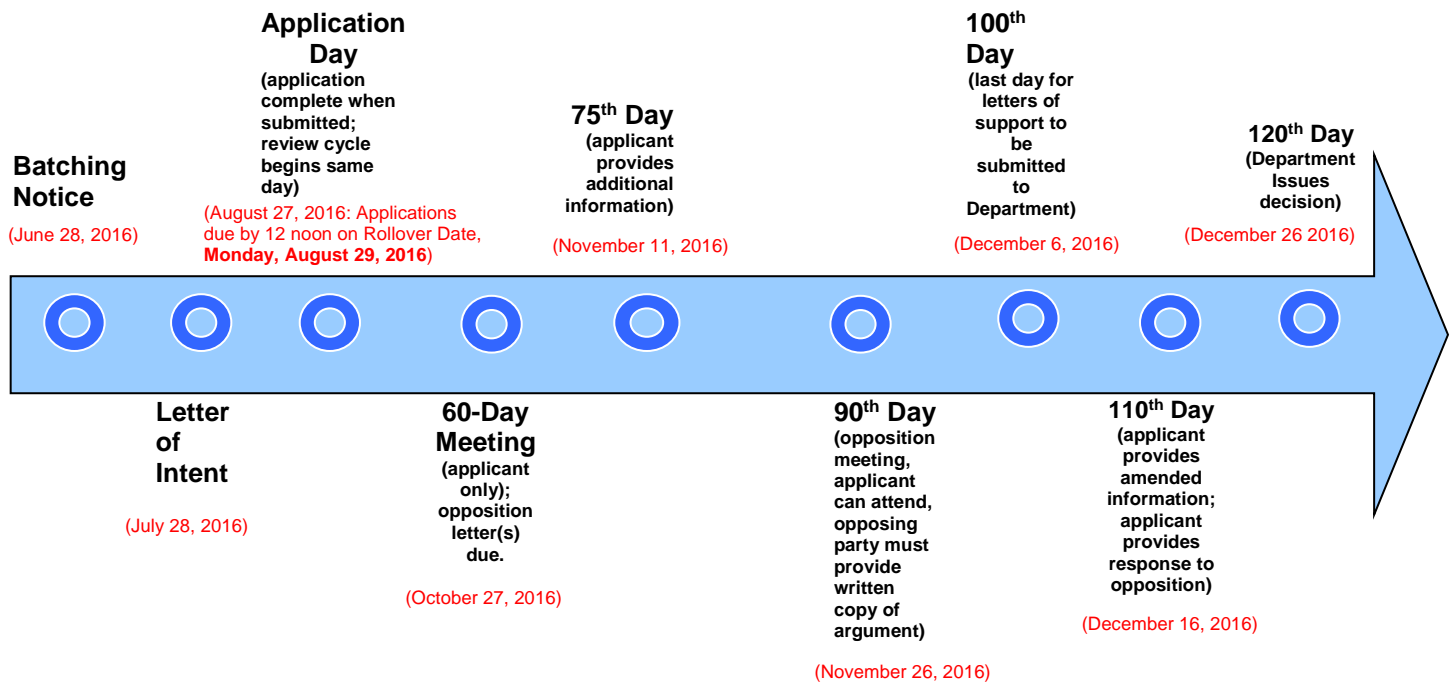 Batching
Notice
(June 28, 2016)
Letter
of
Intent
(July 28, 2016)
Application
Day
(application
complete when
submitted;
review cycle
begins same
day)
(August 27, 2016: Applications
due by 12 noon on Rollover Date,
Monday, August 29, 2016)
60-Day
Meeting
(applicant
only);
opposition
letter(s)
due.
(October 27, 2016)
75th Day
(applicant
provides
additional
information)
(November 11, 2016)
90th Day
(opposition
meeting,
applicant
can attend,
opposing
party must
provide
written
copy of
argument)
(November 26, 2016)
100th
Day
(last day for
letters of
support to
be
submitted
to
Department)
(December 6, 2016)
110th Day
(applicant
provides
amended
information;
applicant
provides
response to
opposition)
(December 16, 2016)
120th Day
(Department
Issues
decision)
(December 26 2016)